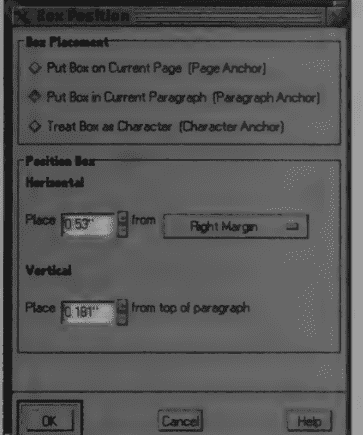 Box Position
Box Placement
Put Box on Current Page (Page Anchor)
Put Box in Current Paragraph (Paragraph Anchor)
Treat Box as Character (Character Anchor)
Position Box
Horizontal
Place 0.53" from Right Margin
Vertical
Place 0.181" from top of paragraph
OK Cancel Help